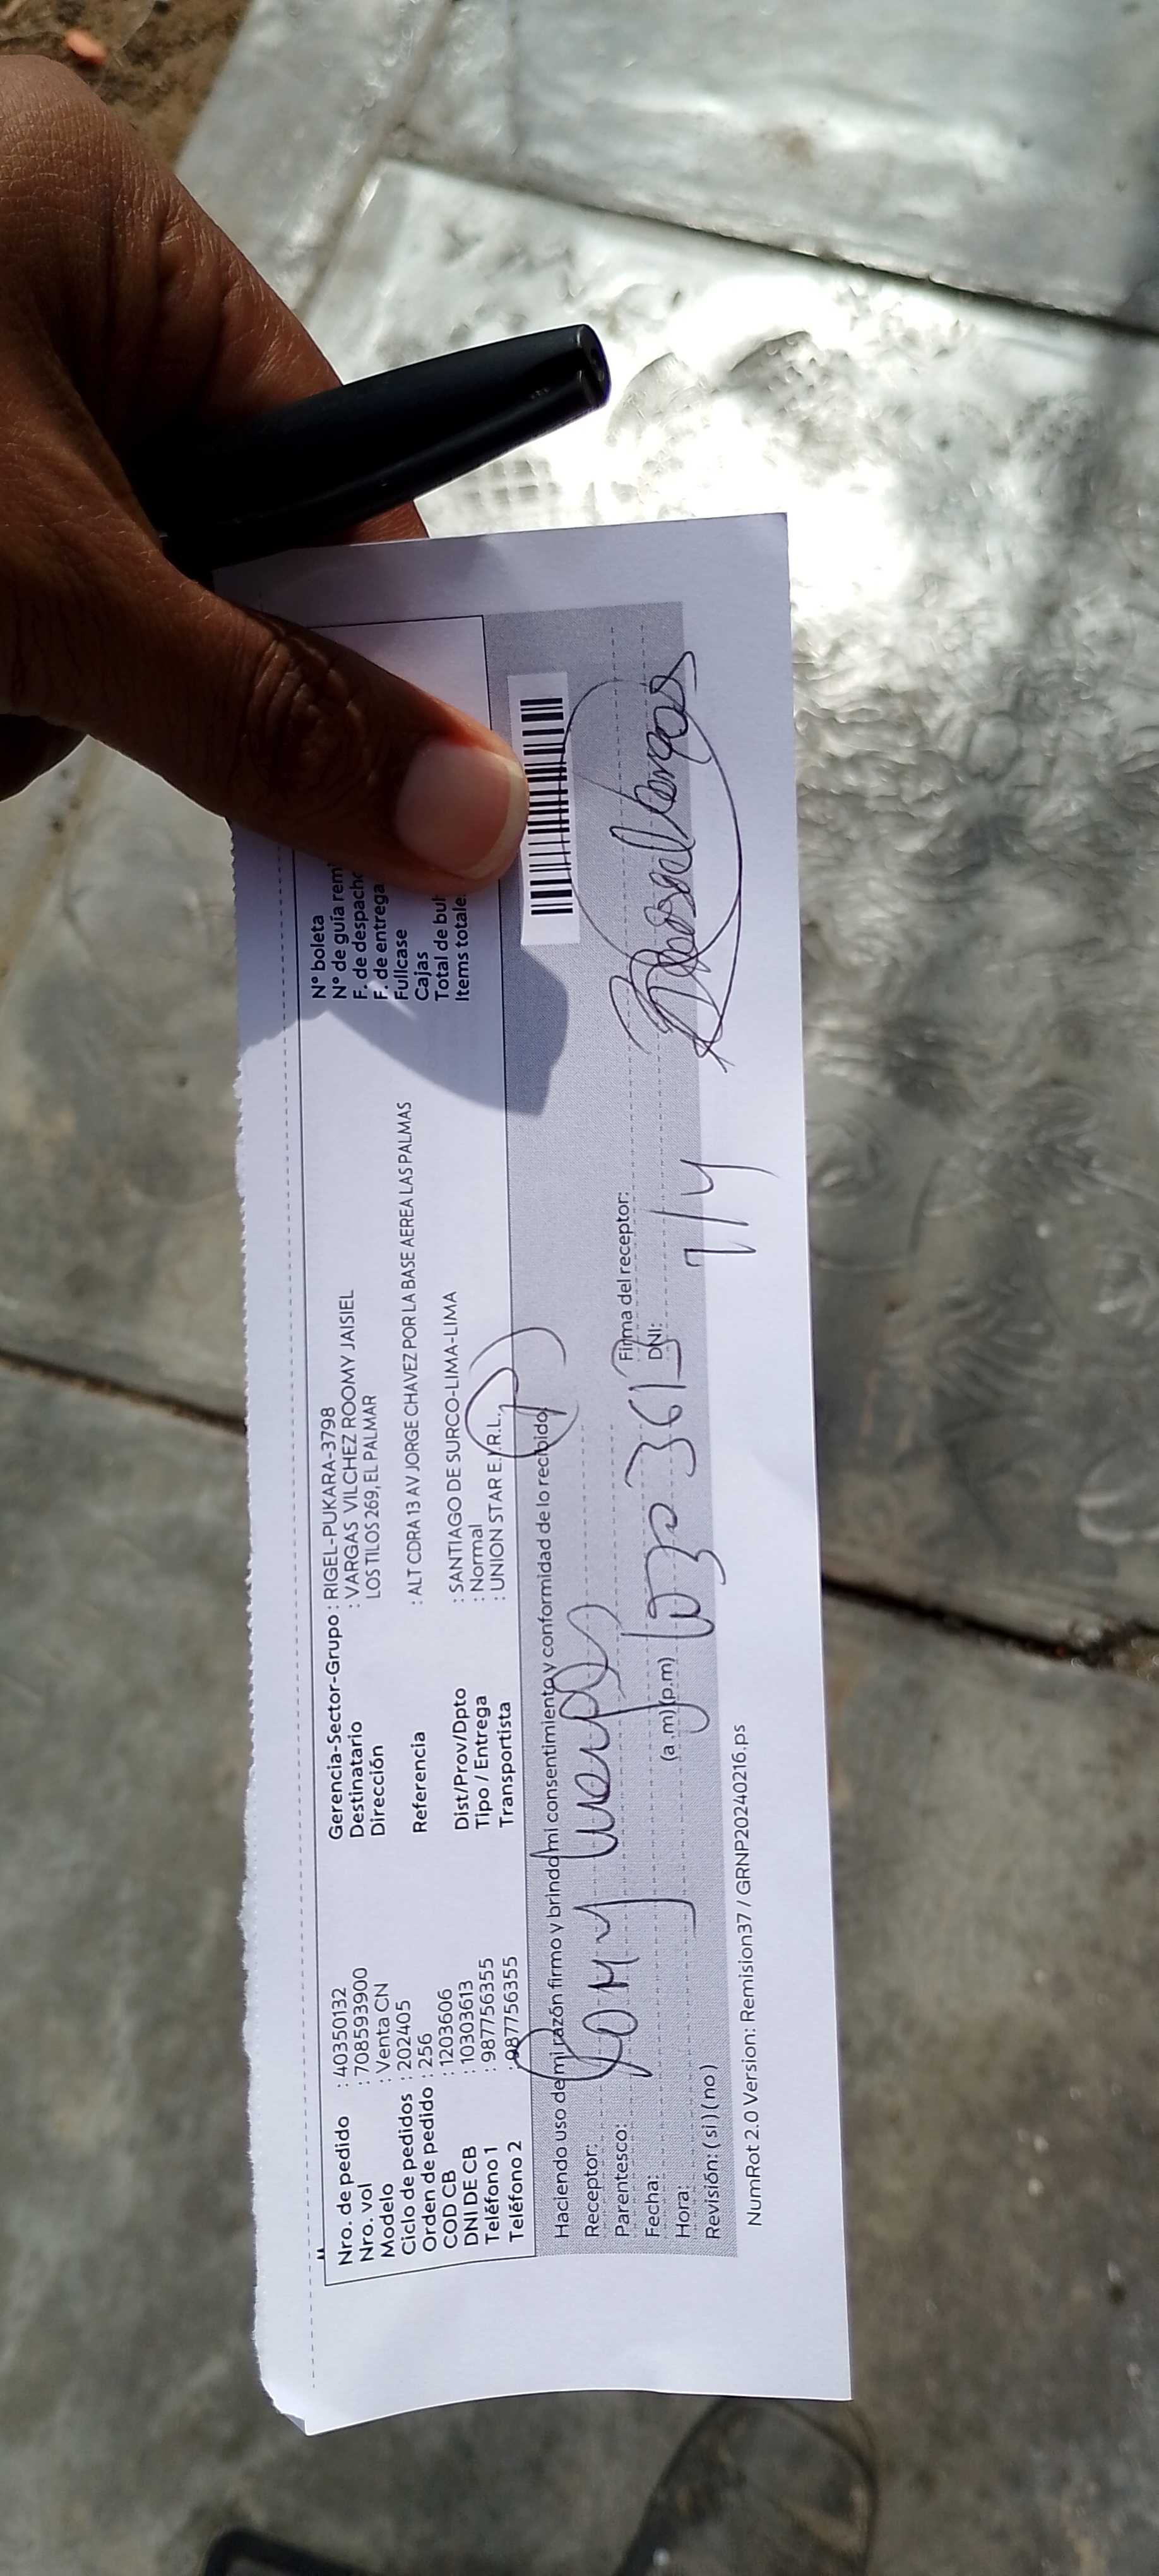 Nro. de pedido : 40350132
Nro. vol : 708593900
Modelo : Venta CN
Ciclo de pedidos : 202405
Orden de pedido : 256
COD CB : 1203606
DNI DE CB : 10303613
Teléfono 1 : 987756355
Teléfono 2 : 987756355
Gerencia-Sector-Grupo : RIGEL-PUKARA-3798
Destinatario : VARGAS VILCHEZ ROOMY JAISIEL
Dirección LOS TILOS 269, EL PALMAR
Referencia : ALT CDRA 13 AV JORGE CHAVEZ POR LA BASE AEREA LAS PALMAS
Dist/Prov/Dpto : SANTIAGO DE SURCO-LIMA-LIMA
Tipo / Entrega : Normal
Transportista : UNION STAR E.I.R.L.
N° boleta
N° de guía rem
F. de despacho
F. de entrega
Fullcase
Cajas
Total de bul
Items totale
Haciendo uso de mi razón firmo y brindo mi consentimiento y conformidad de lo recibido
Receptor:
Parentesco:
Fecha:
Hora: (a.m) (p.m)
Revisión: ( si ) ( no )
Firma del receptor:
DNI:
7/4
NumRot 2.0 Version: Remision37 / GRNP20240216.ps